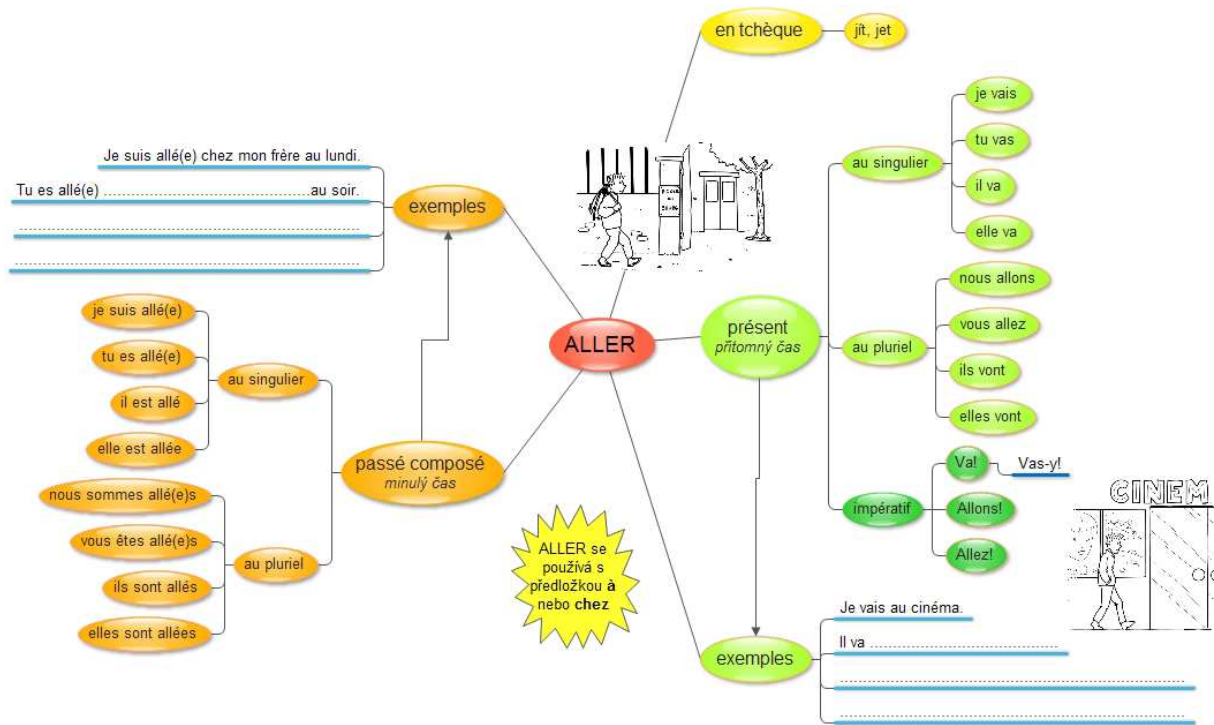 en tchèque
jít, jet
ALLER
présent
přítomný čas
au singulier
je vais
tu vas
il va
elle va
au pluriel
nous allons
vous allez
ils vont
elles vont
impératif
Va!
Vas-y!
Allons!
Allez!
CINEM
exemples
Je vais au cinéma.
Il va ..................................................
................................................................................
................................................................................
exemples
Je suis allé(e) chez mon frère au lundi.
Tu es allé(e) ....................................................au soir.
................................................................................
................................................................................
passé composé
minulý čas
au singulier
je suis allé(e)
tu es allé(e)
il est allé
elle est allée
au pluriel
nous sommes allé(e)s
vous êtes allé(e)s
ils sont allés
elles sont allées
ALLER se
používá s
předložkou à
nebo chez